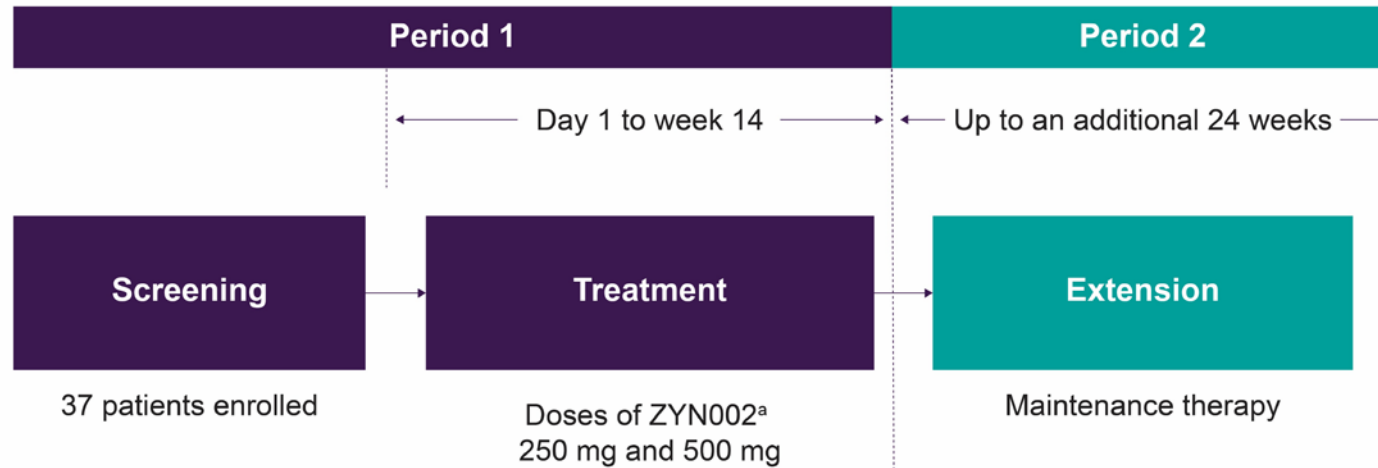 Period 1
Period 2
Day 1 to week 14
Up to an additional 24 weeks
Screening
Treatment
Extension
37 patients enrolled
Doses of ZYN002ᵃ
250 mg and 500 mg
Maintenance therapy